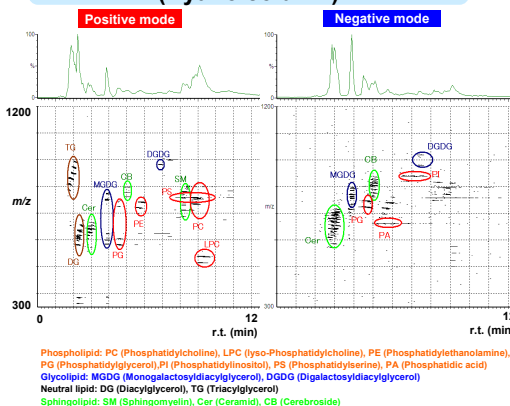 Positive mode
Negative mode
100
%
0
100
%
0
1200
m/z
300
TG
DG
Cer
MGDG
PG
CB
PE
DGDG
PS
SM
PC
LPC
0
12
r.t. (min)
1200
m/z
300
Cer
MGDG
PG
CB
PA
PI
DGDG
r.t. (min)
Phospholipid: PC (Phosphatidylcholine), LPC (lyso-Phosphatidylcholine), PE (Phosphatidylethanolamine),
PG (Phosphatidylglycerol),PI (Phosphatidylinositol), PS (Phosphatidylserine), PA (Phosphatidic acid)
Glycolipid: MGDG (Monogalactosyldiacylglycerol), DGDG (Digalactosyldiacylglycerol)
Neutral lipid: DG (Diacylglycerol), TG (Triacylglycerol)
Sphingolipid: SM (Sphingomyelin), Cer (Ceramid), CB (Cerebroside)